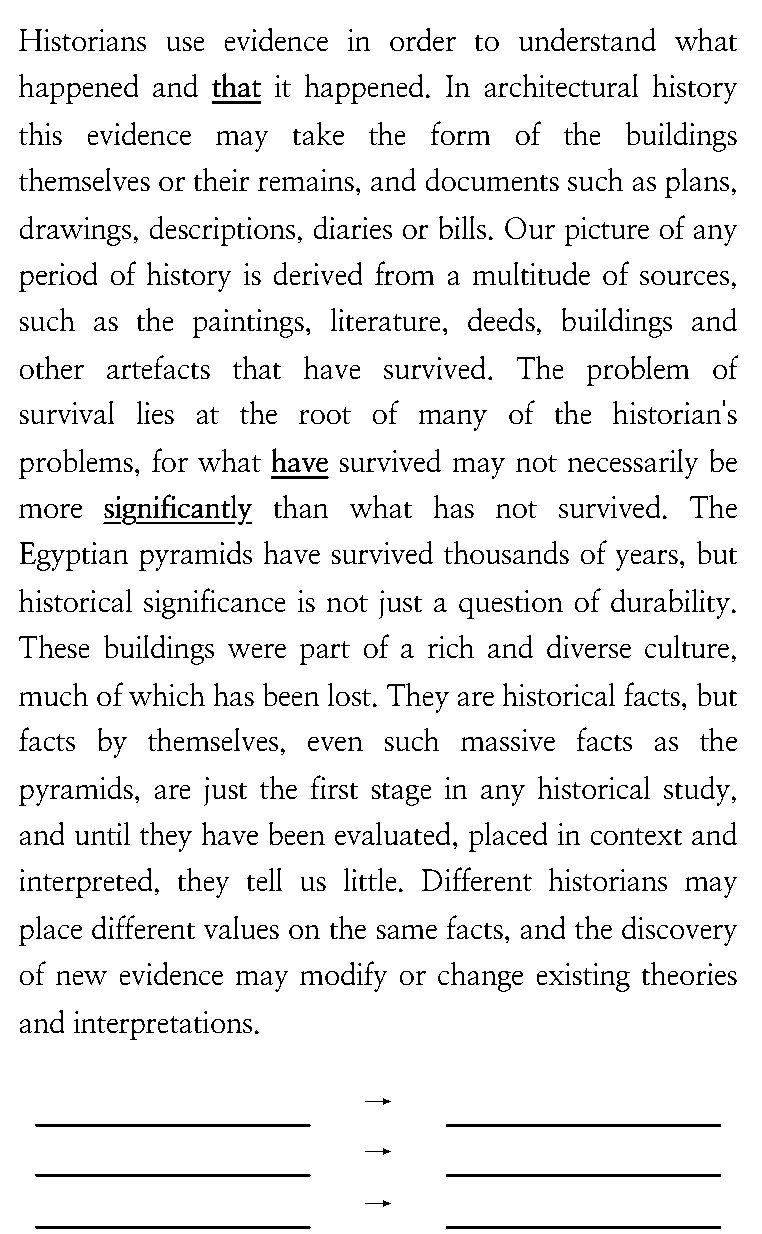 Historians use evidence in order to understand what
happened and that it happened. In architectural history
this evidence may take the form of the buildings
themselves or their remains, and documents such as plans,
drawings, descriptions, diaries or bills. Our picture of any
period of history is derived from a multitude of sources,
such as the paintings, literature, deeds, buildings and
other artefacts that have survived. The problem of
survival lies at the root of many of the historian's
problems, for what have survived may not necessarily be
more significantly than what has not survived. The
Egyptian pyramids have survived thousands of years, but
historical significance is not just a question of durability.
These buildings were part of a rich and diverse culture,
much of which has been lost. They are historical facts, but
facts by themselves, even such massive facts as the
pyramids, are just the first stage in any historical study,
and until they have been evaluated, placed in context and
interpreted, they tell us little. Different historians may
place different values on the same facts, and the discovery
of new evidence may modify or change existing theories
and interpretations.
→
→
→